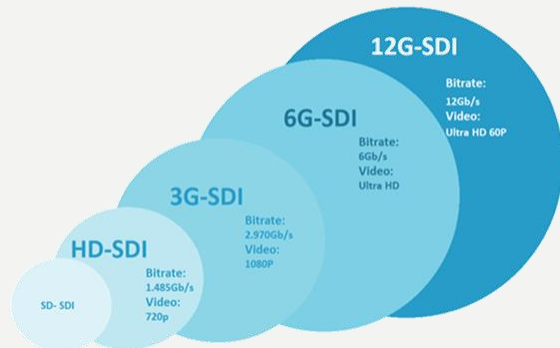 12G-SDI
Bitrate:
12Gb/s
Video:
Ultra HD 60P
6G-SDI
Bitrate:
6Gb/s
Video:
Ultra HD
3G-SDI
Bitrate:
2.970Gb/s
Video:
1080P
HD-SDI
Bitrate:
1.485Gb/s
Video:
720p
SD- SDI